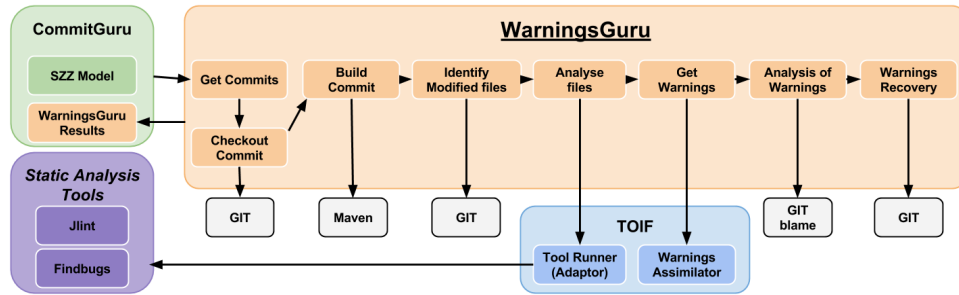 CommitGuru
SZZ Model
WarningsGuru
Results
WarningsGuru
Get Commits
Checkout
Commit
Build
Commit
Identify
Modified files
Analyse
files
Get
Warnings
Analysis of
Warnings
Warnings
Recovery
Static Analysis
Tools
Jlint
Findbugs
GIT
Maven
GIT
GIT
blame
GIT
TOIF
Tool Runner
(Adaptor)
Warnings
Assimilator